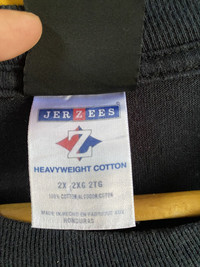 JERZEES
Z
HEAVYWEIGHT COTTON
2X 2XG 2TG
100% COTTON ALGODON COTON
HONDURAS